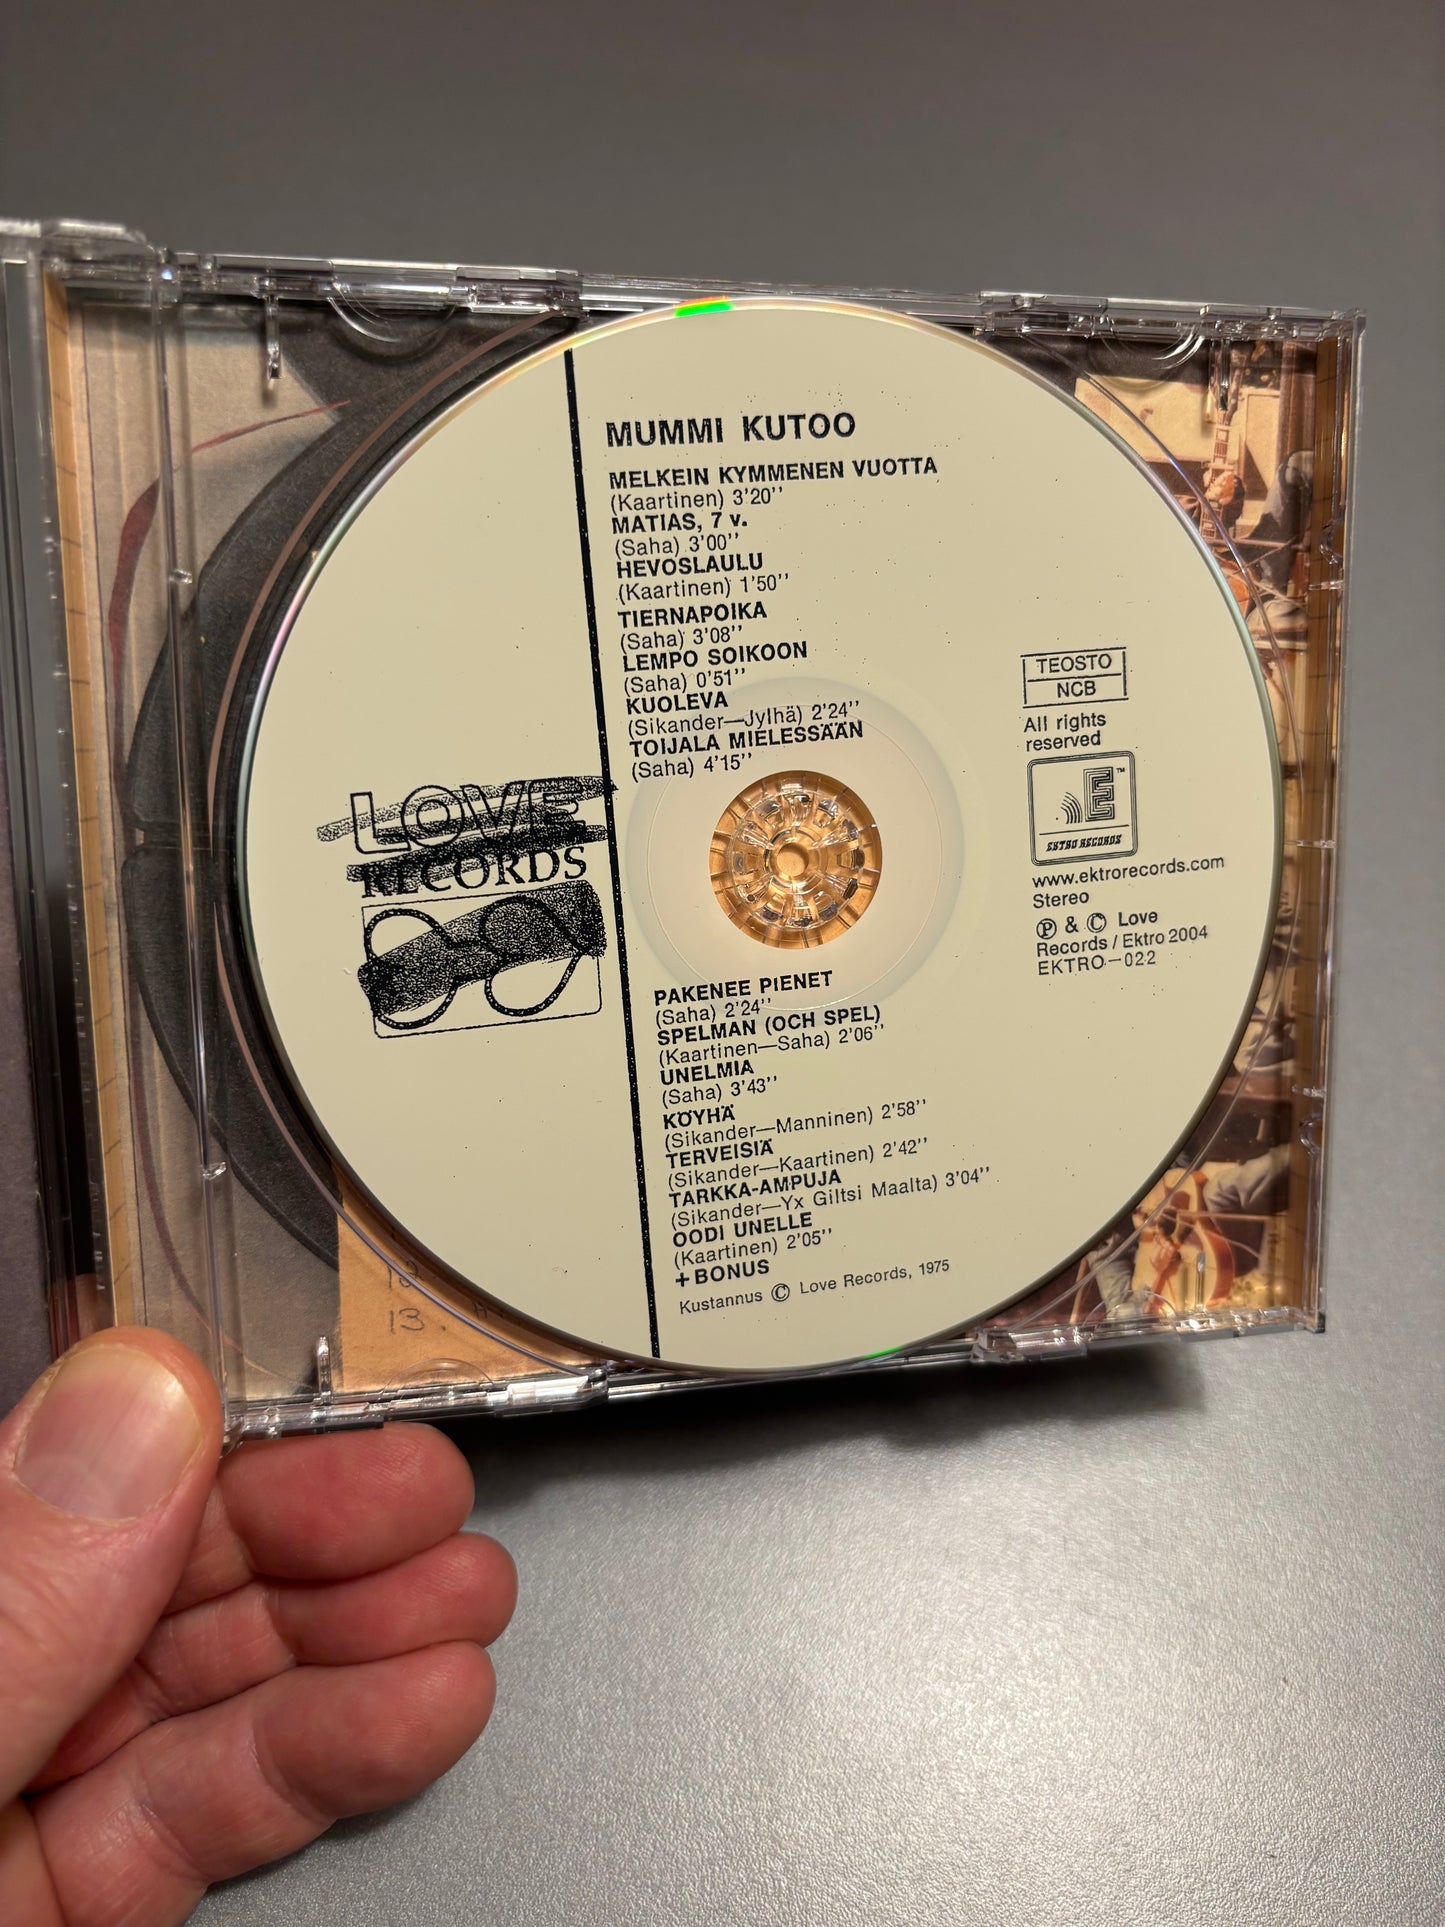 MUMMI KUTOO
MELKEIN KYMMENEN VUOTTA
(Kaartinen) 3'20''
MATIAS, 7 v.
(Saha) 3'00''
HEVOSLAULU
(Kaartinen) 1'50''
TIERNAPOIKA
(Saha) 3'08''
LEMPO SOIKOON
(Saha) 0'51''
KUOLEVA
(Sikander—Jylhä) 2'24''
TOIJALA MIELESSÄÄN
(Saha) 4'15''
LOVE
RECORDS
TEOSTO
NCB
All rights
reserved
E™
EKTRO RECORDS
www.ektrorecords.com
Stereo
Ⓟ & © Love
Records / Ektro 2004
EKTRO—022
PAKENEE PIENET
(Saha) 2'24''
SPELMAN (OCH SPEL)
(Kaartinen—Saha) 2'06''
UNELMIA
(Saha) 3'43''
KÖYHÄ
(Sikander—Manninen) 2'58''
TERVEISIÄ
(Sikander—Kaartinen) 2'42''
TARKKA-AMPUJA
(Sikander—Yx Giltsi Maalta) 3'04''
OODI UNELLE
(Kaartinen) 2'05''
+BONUS
Kustannus © Love Records, 1975
12
13.